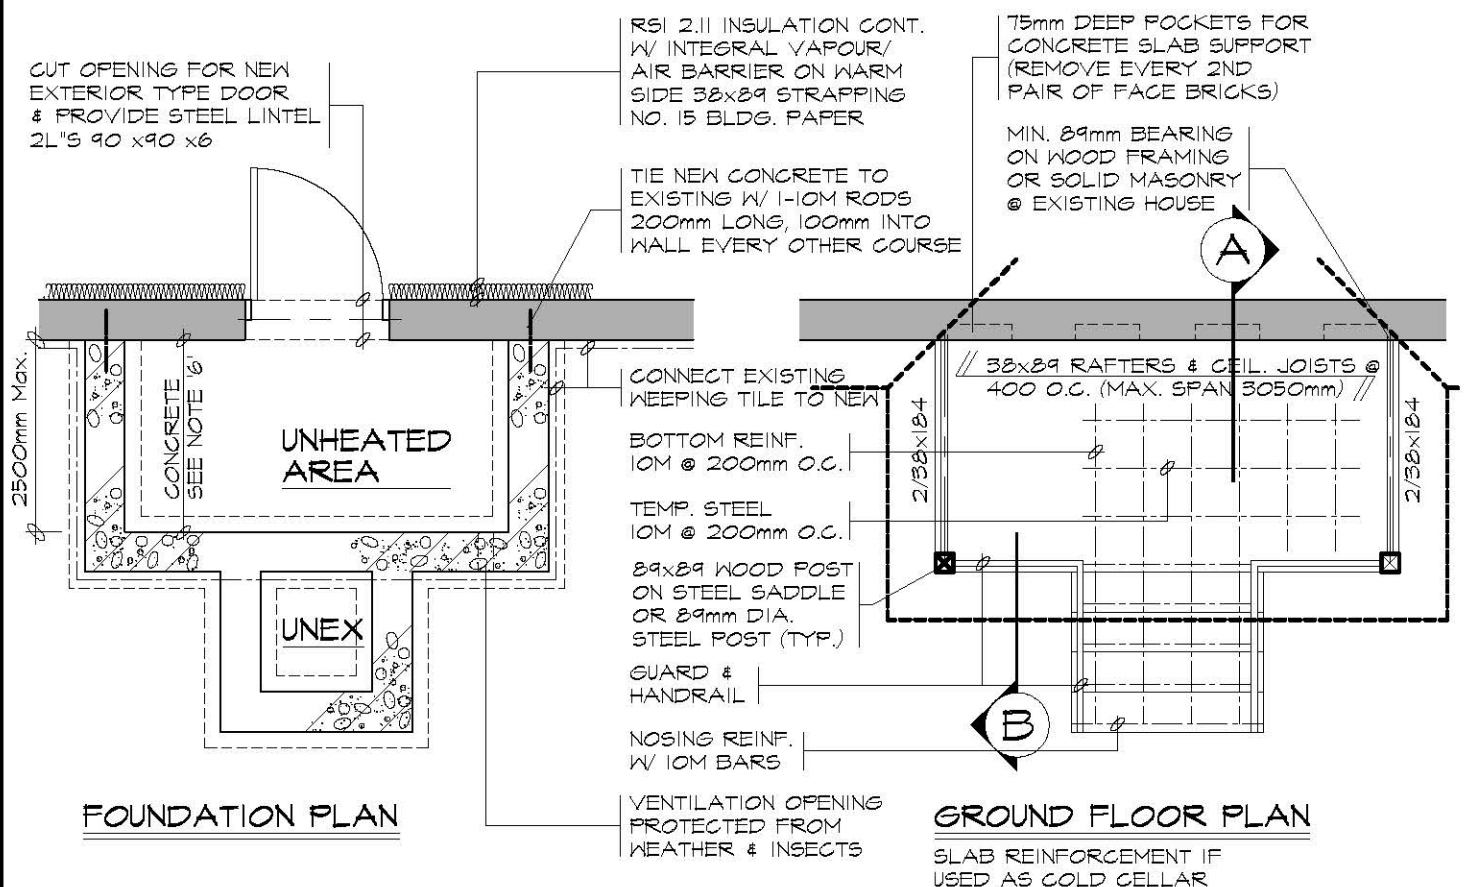 CUT OPENING FOR NEW
EXTERIOR TYPE DOOR
& PROVIDE STEEL LINTEL
2L"S 90 x90 x6
RSI 2.11 INSULATION CONT.
W/ INTEGRAL VAPOUR/
AIR BARRIER ON WARM
SIDE 38x89 STRAPPING
NO. 15 BLDG. PAPER
TIE NEW CONCRETE TO
EXISTING W/ 1-10M RODS
200mm LONG, 100mm INTO
WALL EVERY OTHER COURSE
75mm DEEP POCKETS FOR
CONCRETE SLAB SUPPORT
(REMOVE EVERY 2ND
PAIR OF FACE BRICKS)
MIN. 89mm BEARING
ON WOOD FRAMING
OR SOLID MASONRY
@ EXISTING HOUSE
A
2500mm Max.
CONCRETE
SEE NOTE '6'
UNHEATED
AREA
UNEX
CONNECT EXISTING
WEEPING TILE TO NEW
BOTTOM REINF.
10M @ 200mm O.C.
TEMP. STEEL
10M @ 200mm O.C.
89x89 WOOD POST
ON STEEL SADDLE
OR 89mm DIA.
STEEL POST (TYP.)
GUARD &
HANDRAIL
NOSING REINF.
W/ 10M BARS
VENTILATION OPENING
PROTECTED FROM
WEATHER & INSECTS
// 38x89 RAFTERS & CEIL. JOISTS @
400 O.C. (MAX. SPAN 3050mm) //
2/38x184
2/38x184
B
FOUNDATION PLAN
GROUND FLOOR PLAN
SLAB REINFORCEMENT IF
USED AS COLD CELLAR